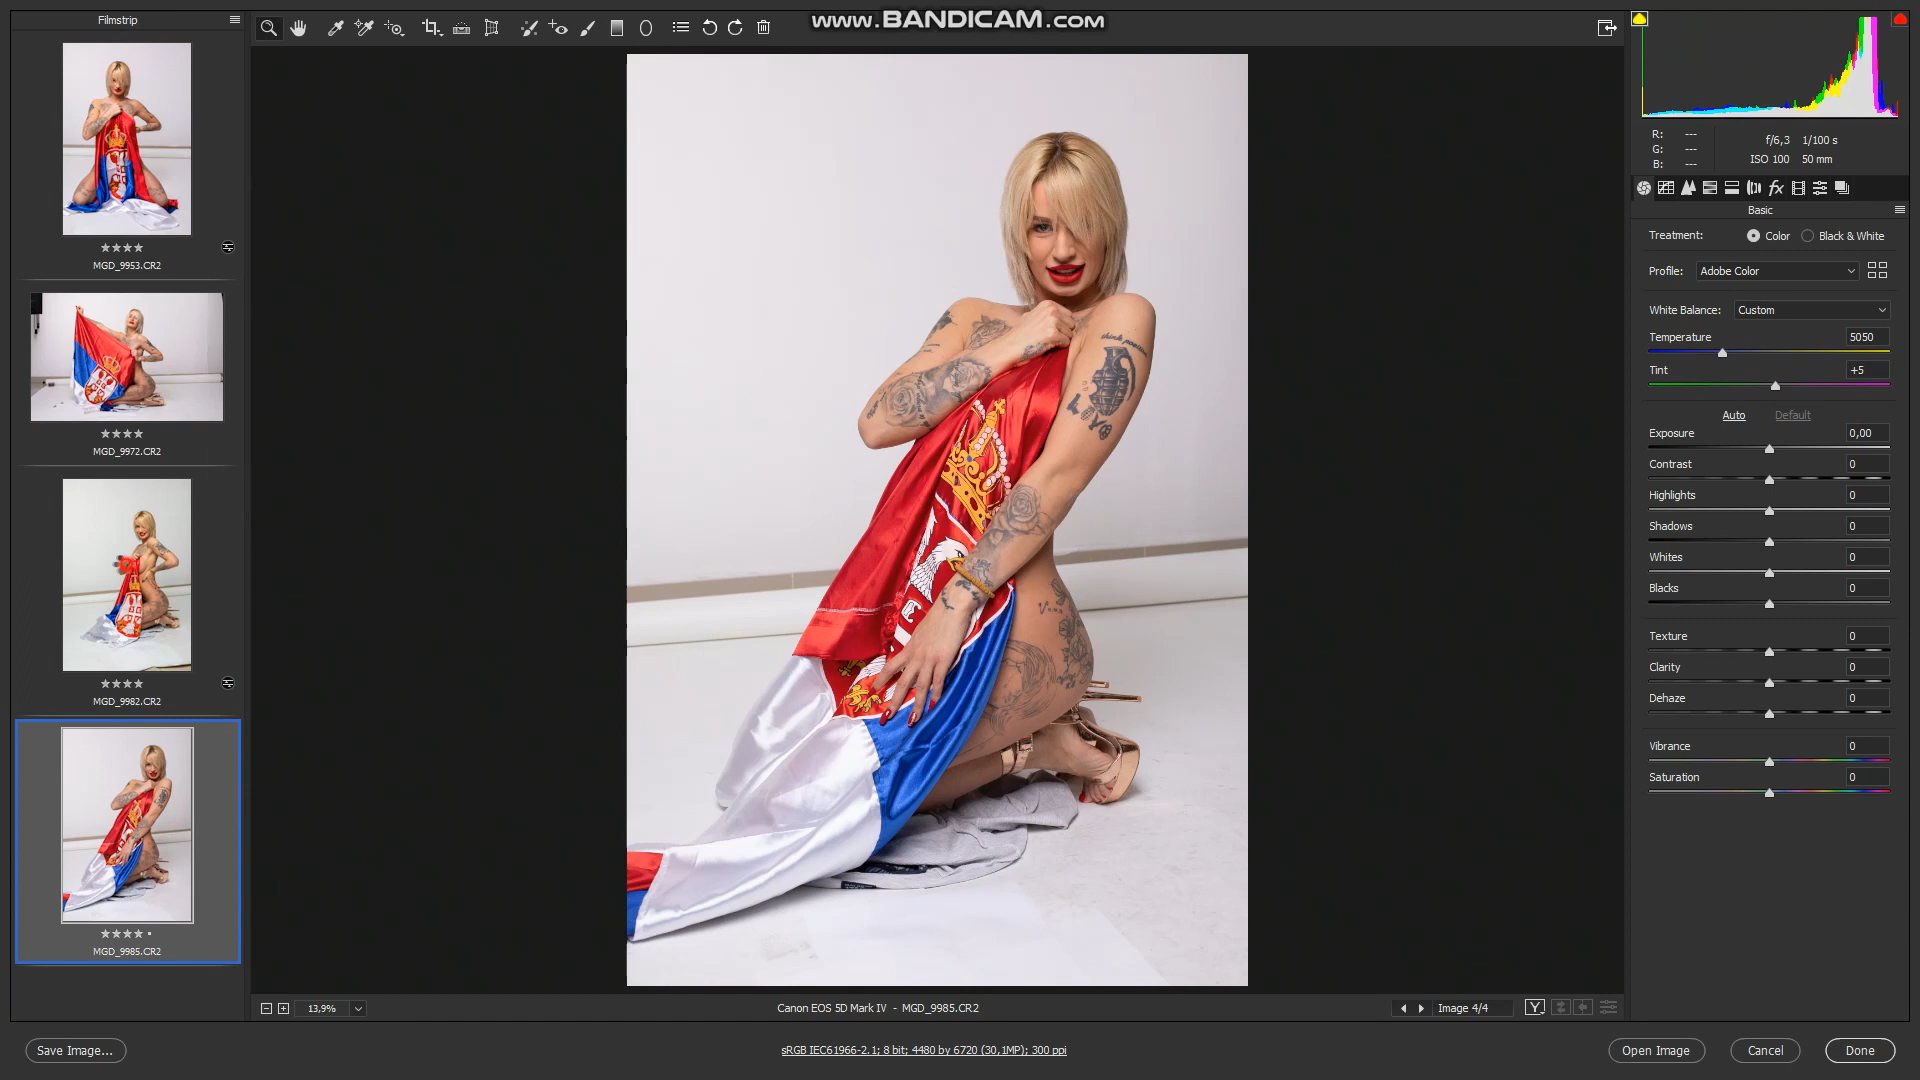 Filmstrip
www.BANDICAM.com
MGD_9953.CR2
MGD_9972.CR2
MGD_9982.CR2
MGD_9985.CR2
think positive
R: ---
G: ---
B: ---
f/6,3 1/100 s
ISO 100 50 mm
Basic
Treatment: Color Black & White
Profile: Adobe Color
White Balance: Custom
Temperature 5050
Tint +5
Auto Default
Exposure 0,00
Contrast 0
Highlights 0
Shadows 0
Whites 0
Blacks 0
Texture 0
Clarity 0
Dehaze 0
Vibrance 0
Saturation 0
13,9%
Canon EOS 5D Mark IV - MGD_9985.CR2
Image 4/4
Y
Save Image...
sRGB IEC61966-2.1; 8 bit; 4480 by 6720 (30,1MP); 300 ppi
Open Image
Cancel
Done